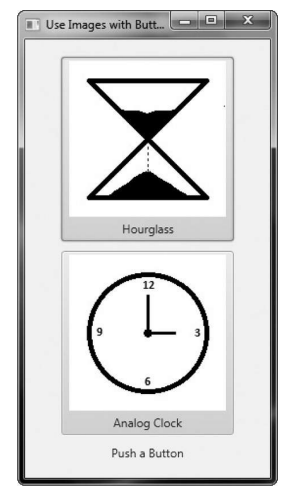 Use Images with Butt...
Hourglass
12
9
3
6
Analog Clock
Push a Button